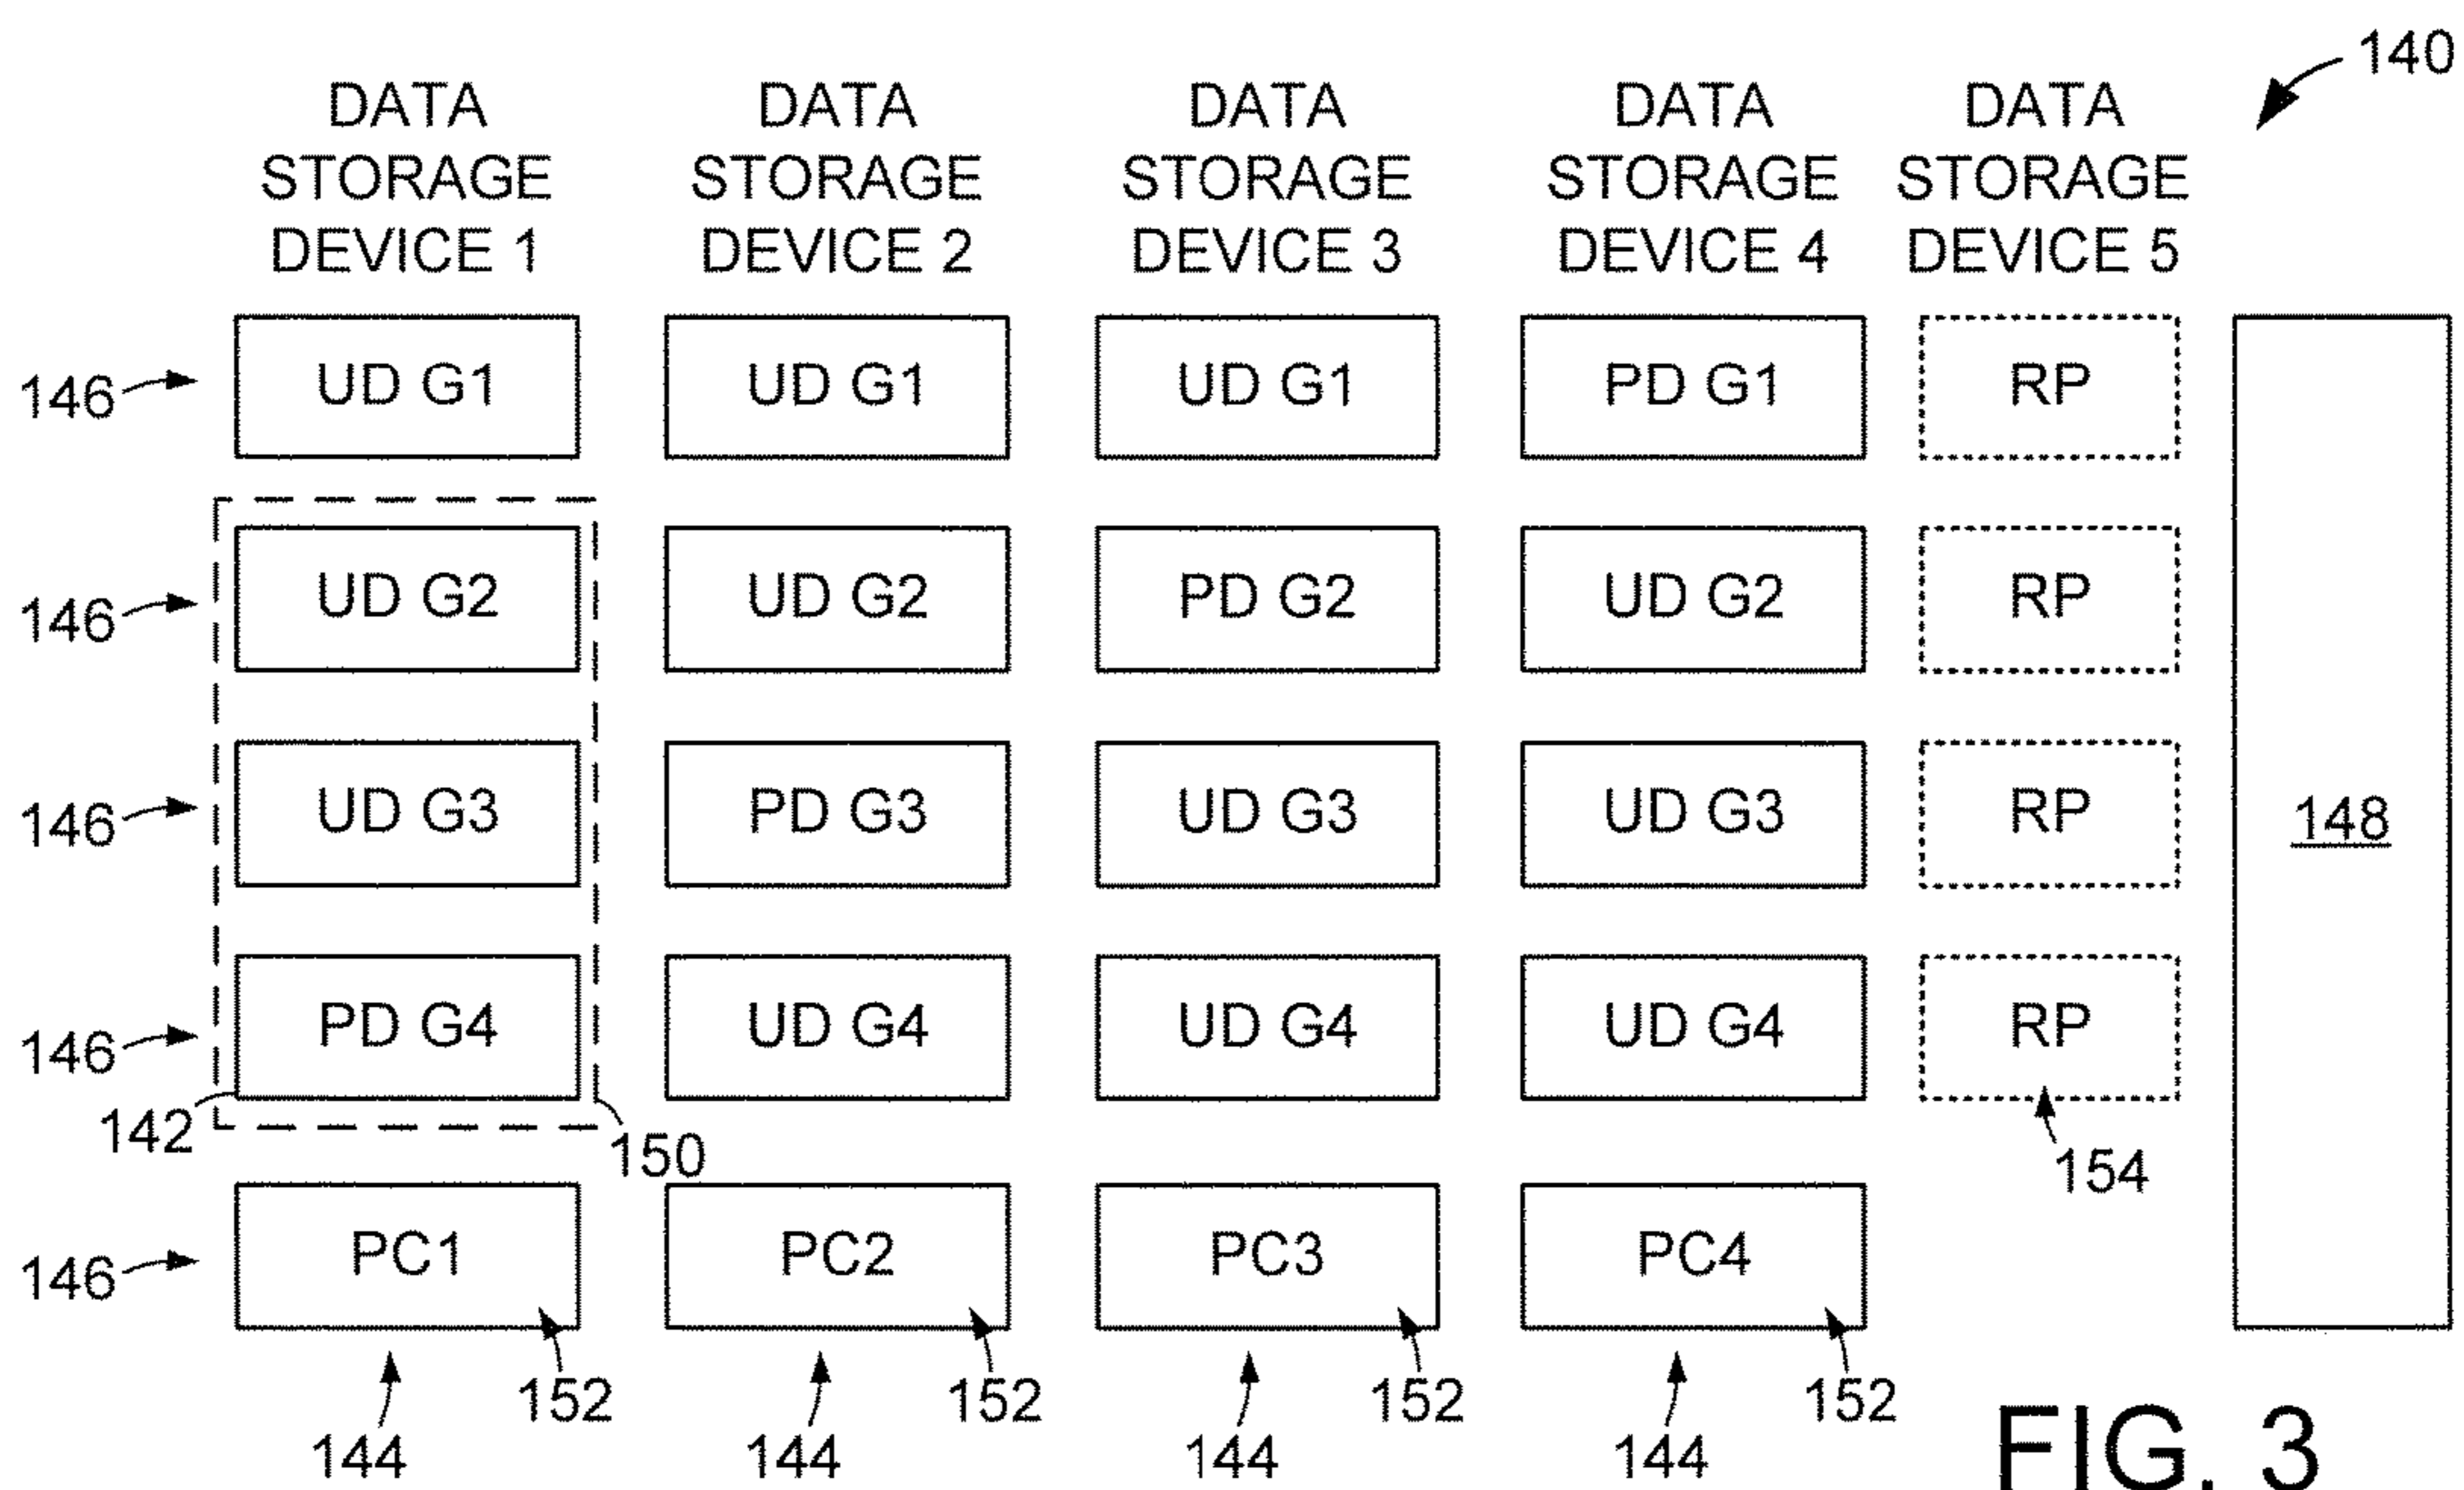 140
DATA STORAGE DEVICE 1
DATA STORAGE DEVICE 2
DATA STORAGE DEVICE 3
DATA STORAGE DEVICE 4
DATA STORAGE DEVICE 5
146 UD G1 UD G1 UD G1 PD G1 RP
146 UD G2 UD G2 PD G2 UD G2 RP
146 UD G3 PD G3 UD G3 UD G3 RP
148
146 PD G4 UD G4 UD G4 UD G4 RP
142 150 154
146 PC1 PC2 PC3 PC4
152 152 152 152
144 144 144 144
FIG. 3